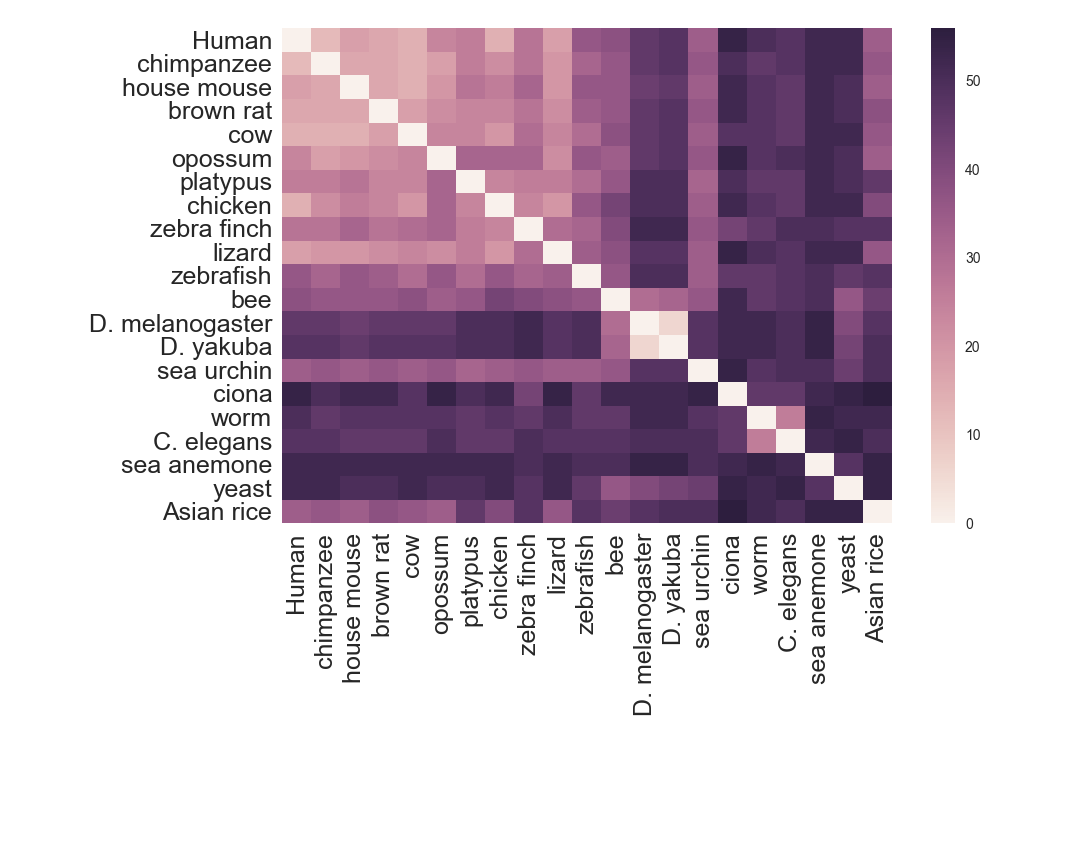 Human
chimpanzee
house mouse
brown rat
cow
opossum
platypus
chicken
zebra finch
lizard
zebrafish
bee
D. melanogaster
D. yakuba
sea urchin
ciona
worm
C. elegans
sea anemone
yeast
Asian rice
Human
chimpanzee
house mouse
brown rat
cow
opossum
platypus
chicken
zebra finch
lizard
zebrafish
bee
D. melanogaster
D. yakuba
sea urchin
ciona
worm
C. elegans
sea anemone
yeast
Asian rice
50
40
30
20
10
0